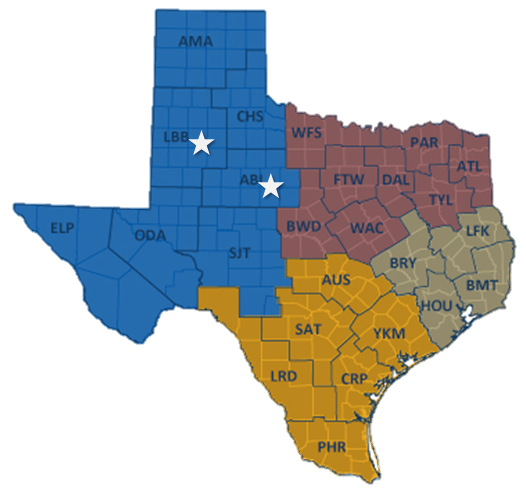 AMA
CHS
LBB
WFS
PAR
ATL
ABL
FTW
DAL
TYL
ELP
ODA
SJT
BWD
WAC
LFK
BRY
BMT
AUS
HOU
SAT
YKM
LRD
CRP
PHR